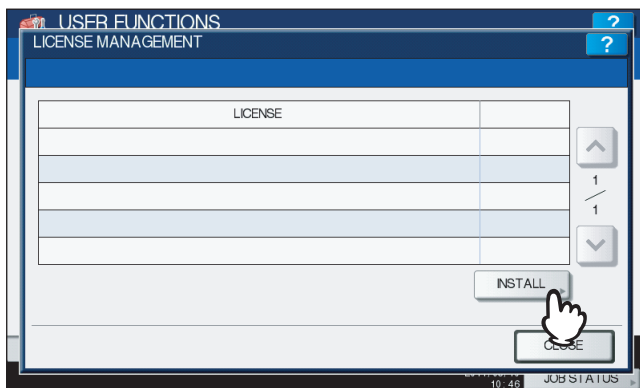 USER FUNCTIONS
?
LICENSE MANAGEMENT
?
LICENSE
1
1
INSTALL
CLOSE
10:46
JOB STATUS